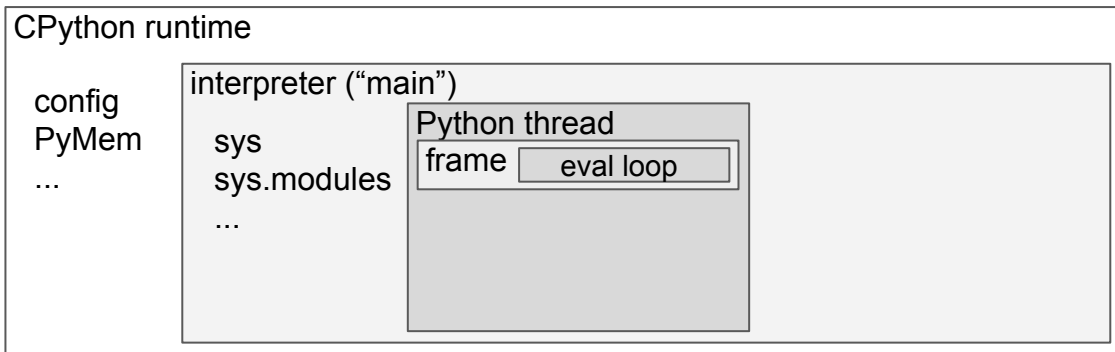 CPython runtime
config
PyMem
...
interpreter (“main”)
sys
sys.modules
...
Python thread
frame
eval loop